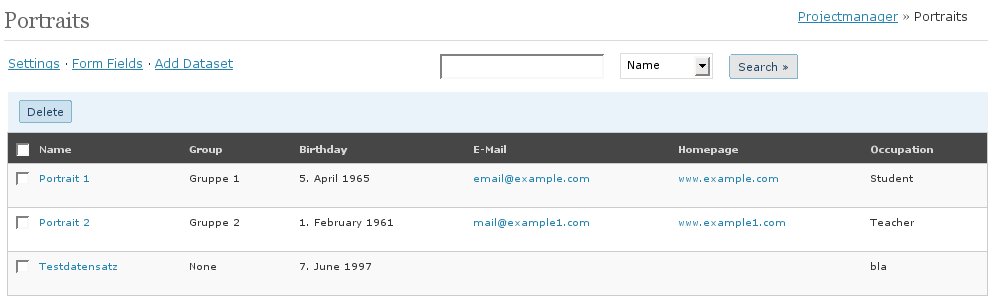 Portraits
Projectmanager » Portraits
Settings · Form Fields · Add Dataset
Name
Search »
Delete
Name Group Birthday E-Mail Homepage Occupation
Portrait 1 Gruppe 1 5. April 1965 email@example.com www.example.com Student
Portrait 2 Gruppe 2 1. February 1961 mail@example1.com www.example1.com Teacher
Testdatensatz None 7. June 1997 bla